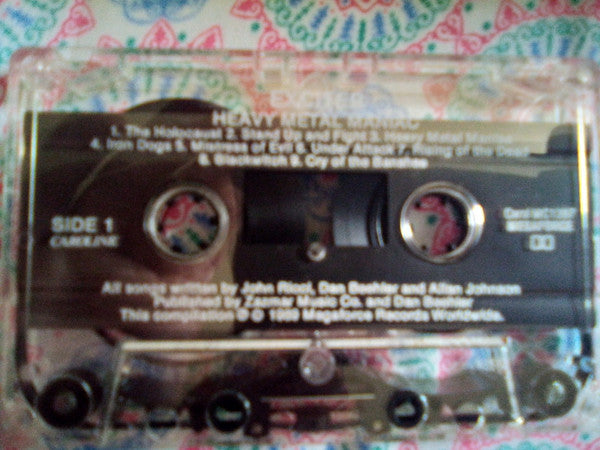 EXCITER
HEAVY METAL MANIAC
1. The Holocaust 2. Stand Up and Fight 3. Heavy Metal Maniac
4. Iron Dogs 5. Mistress of Evil 6. Under Attack 7. Rising of the Dead
8. Blackwitch 9. Cry of the Banshee
SIDE 1
CAROLINE
All songs written by John Ricci, Dan Beehler and Allan Johnson
Published by Zazmar Music Co. and Dan Beehler
This compilation ℗ © 1989 Megaforce Records Worldwide.